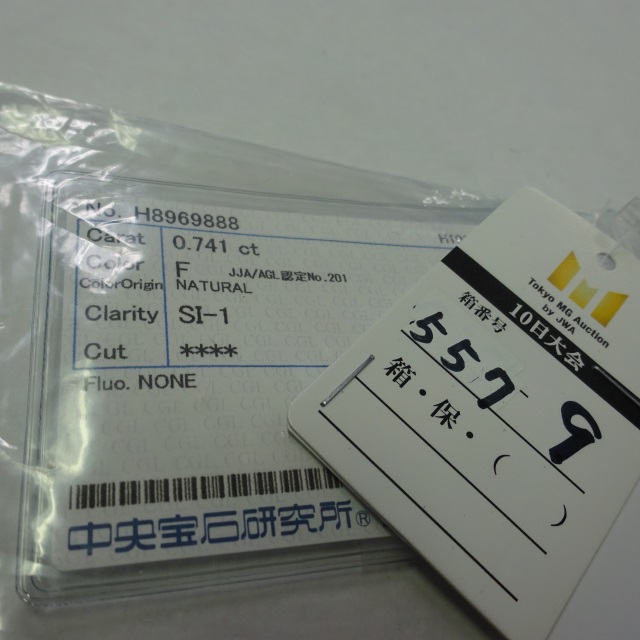 No. H8969888
Carat 0.741 ct
Color F JJA/AGL認定No.201
ColorOrigin NATURAL
Clarity SI-1
Cut ****
Fluo. NONE
中央宝石研究所®
Tokyo MG Auction
by JWA
10日大会
箱番号
557-9
箱・保・( )